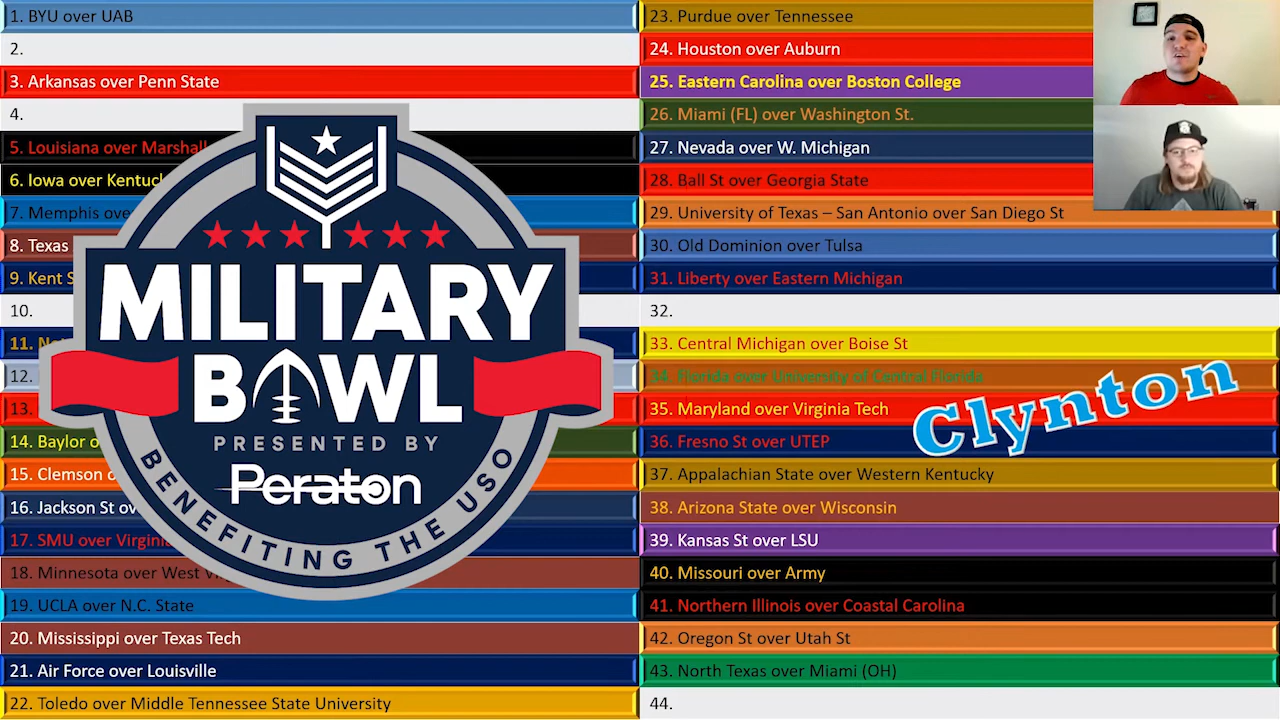 1. BYU over UAB
2.
3. Arkansas over Penn State
4.
5. Louisiana over Marshall
6. Iowa over
7. Memphis
8. Texas
9. Kent
10.
11.
12.
13.
14. Baylor
15. Clemson
16. Jackson St
17. SMU over
18. Minnesota over West
19. UCLA over N.C. State
20. Mississippi over Texas Tech
21. Air Force over Louisville
22. Toledo over Middle Tennessee State University
MILITARY
BOWL
PRESENTED BY
Peraton
BENEFITING THE USO
23. Purdue over Tennessee
24. Houston over Auburn
25. Eastern Carolina over Boston College
26. Miami (FL) over Washington St.
27. Nevada over W. Michigan
28. Ball St over Georgia State
29. University of Texas – San Antonio over San Diego St
30. Old Dominion over Tulsa
31. Liberty over Eastern Michigan
32.
33. Central Michigan over Boise St
34. Florida over University of Central Florida
35. Maryland over Virginia Tech
36. Fresno St over UTEP
37. Appalachian State over Western Kentucky
38. Arizona State over Wisconsin
39. Kansas St over LSU
40. Missouri over Army
41. Northern Illinois over Coastal Carolina
42. Oregon St over Utah St
43. North Texas over Miami (OH)
44.
Clynton